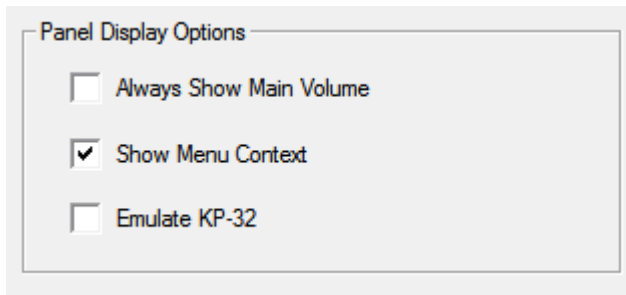 Panel Display Options
Always Show Main Volume
Show Menu Context
Emulate KP-32